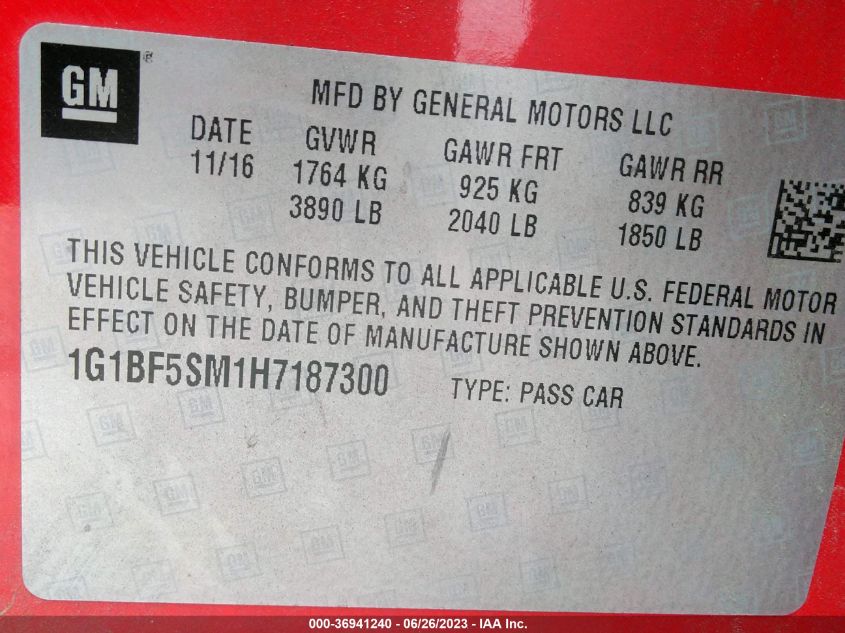 GM ®
MFD BY GENERAL MOTORS LLC
DATE GVWR GAWR FRT GAWR RR
11/16 1764 KG 925 KG 839 KG
3890 LB 2040 LB 1850 LB
THIS VEHICLE CONFORMS TO ALL APPLICABLE U.S. FEDERAL MOTOR
VEHICLE SAFETY, BUMPER, AND THEFT PREVENTION STANDARDS IN
EFFECT ON THE DATE OF MANUFACTURE SHOWN ABOVE.
1G1BF5SM1H7187300 TYPE: PASS CAR
000-36941240 - 06/26/2023 - IAA Inc.